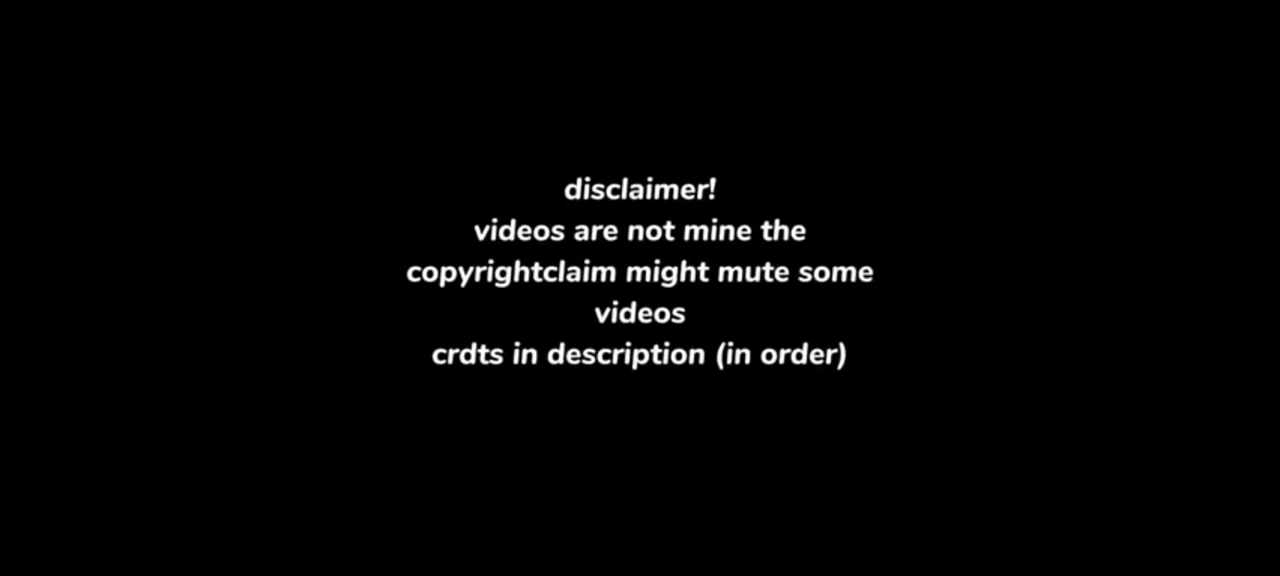 disclaimer!
videos are not mine the
copyrightclaim might mute some
videos
crdts in description (in order)